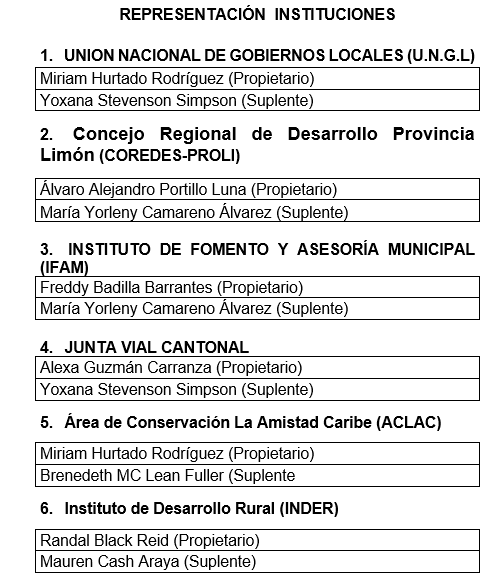 REPRESENTACIÓN INSTITUCIONES
1. UNION NACIONAL DE GOBIERNOS LOCALES (U.N.G.L)
Miriam Hurtado Rodríguez (Propietario)
Yoxana Stevenson Simpson (Suplente)
2. Concejo Regional de Desarrollo Provincia
Limón (COREDES-PROLI)
Álvaro Alejandro Portillo Luna (Propietario)
María Yorleny Camareno Álvarez (Suplente)
3. INSTITUTO DE FOMENTO Y ASESORÍA MUNICIPAL
(IFAM)
Freddy Badilla Barrantes (Propietario)
María Yorleny Camareno Álvarez (Suplente)
4. JUNTA VIAL CANTONAL
Alexa Guzmán Carranza (Propietario)
Yoxana Stevenson Simpson (Suplente)
5. Área de Conservación La Amistad Caribe (ACLAC)
Miriam Hurtado Rodríguez (Propietario)
Brenedeth MC Lean Fuller (Suplente
6. Instituto de Desarrollo Rural (INDER)
Randal Black Reid (Propietario)
Mauren Cash Araya (Suplente)